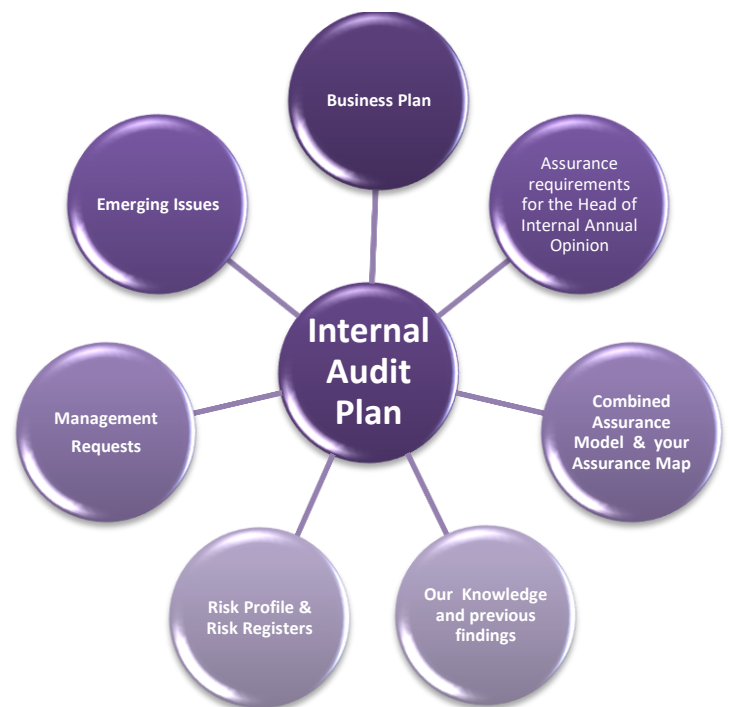 Business Plan
Assurance
requirements
for the Head of
Internal Annual
Opinion
Emerging Issues
Internal
Audit
Plan
Combined
Assurance
Model & your
Assurance Map
Management
Requests
Our Knowledge
and previous
findings
Risk Profile &
Risk Registers